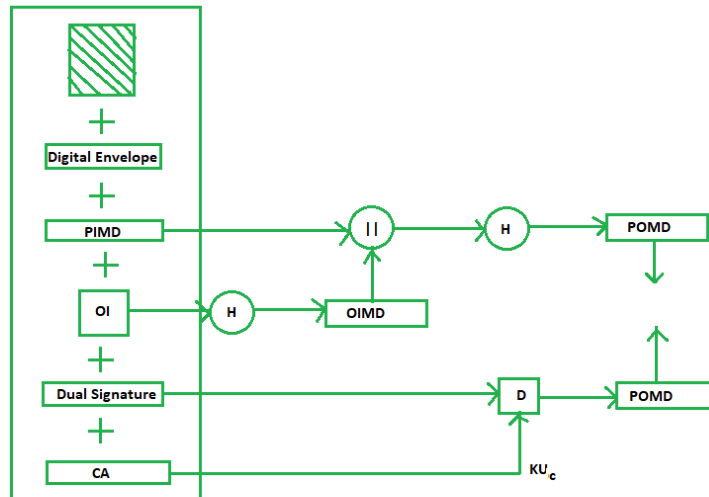 Digital Envelope
PIMD
||
H
POMD
OI
H
OIMD
Dual Signature
D
POMD
CA
KUc